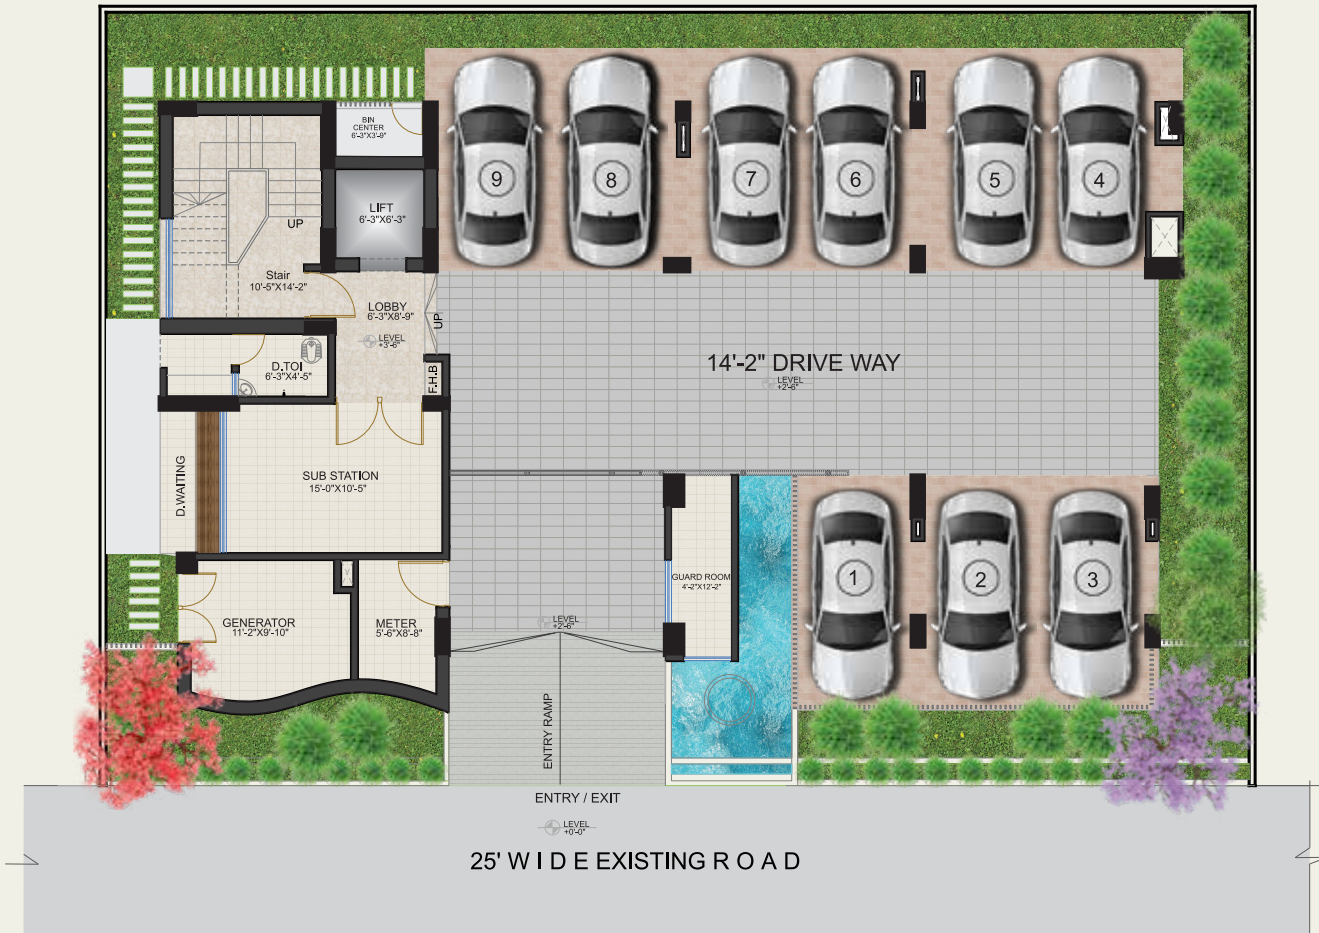 BIN
CENTER
6'-3"X3'-9"
9
8
7
6
5
4
LIFT
6'-3"X6'-3"
UP
Stair
10'-5"X14'-2"
LOBBY
6'-3"X8'-9"
UP
LEVEL
+3'-6"
14'-2" DRIVE WAY
LEVEL
+2'-6"
D.TOI
6'-3"X4'-5"
F.H.B
D.WAITING
SUB STATION
15'-0"X10'-5"
GUARD ROOM
4'-2"X12'-2"
1
2
3
GENERATOR
11'-2"X9'-10"
METER
5'-6"X8'-8"
LEVEL
+2'-6"
ENTRY RAMP
ENTRY / EXIT
LEVEL
+0'-0"
25' W I D E EXISTING R O A D